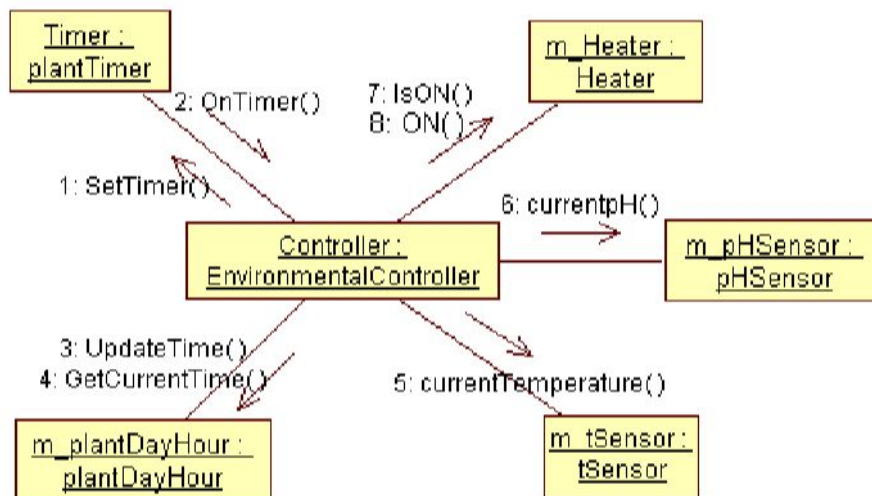 Timer :
plantTimer
m_Heater :
Heater
2: OnTimer()
7: IsON()
8: ON()
1: SetTimer()
6: currentpH()
Controller :
EnvironmentalController
m_pHSensor :
pHSensor
3: UpdateTime()
4: GetCurrentTime()
5: currentTemperature()
m_plantDayHour :
plantDayHour
m_tSensor :
tSensor